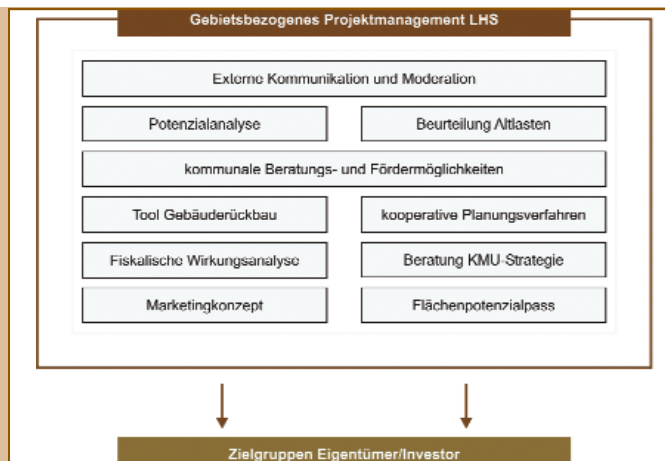 Gebietsbezogenes Projektmanagement LHS
Externe Kommunikation und Moderation
Potenzialanalyse
Beurteilung Altlasten
kommunale Beratungs- und Fördermöglichkeiten
Tool Gebäuderückbau
kooperative Planungsverfahren
Fiskalische Wirkungsanalyse
Beratung KMU-Strategie
Marketingkonzept
Flächenpotenzialpass
Zielgruppen Eigentümer/Investor